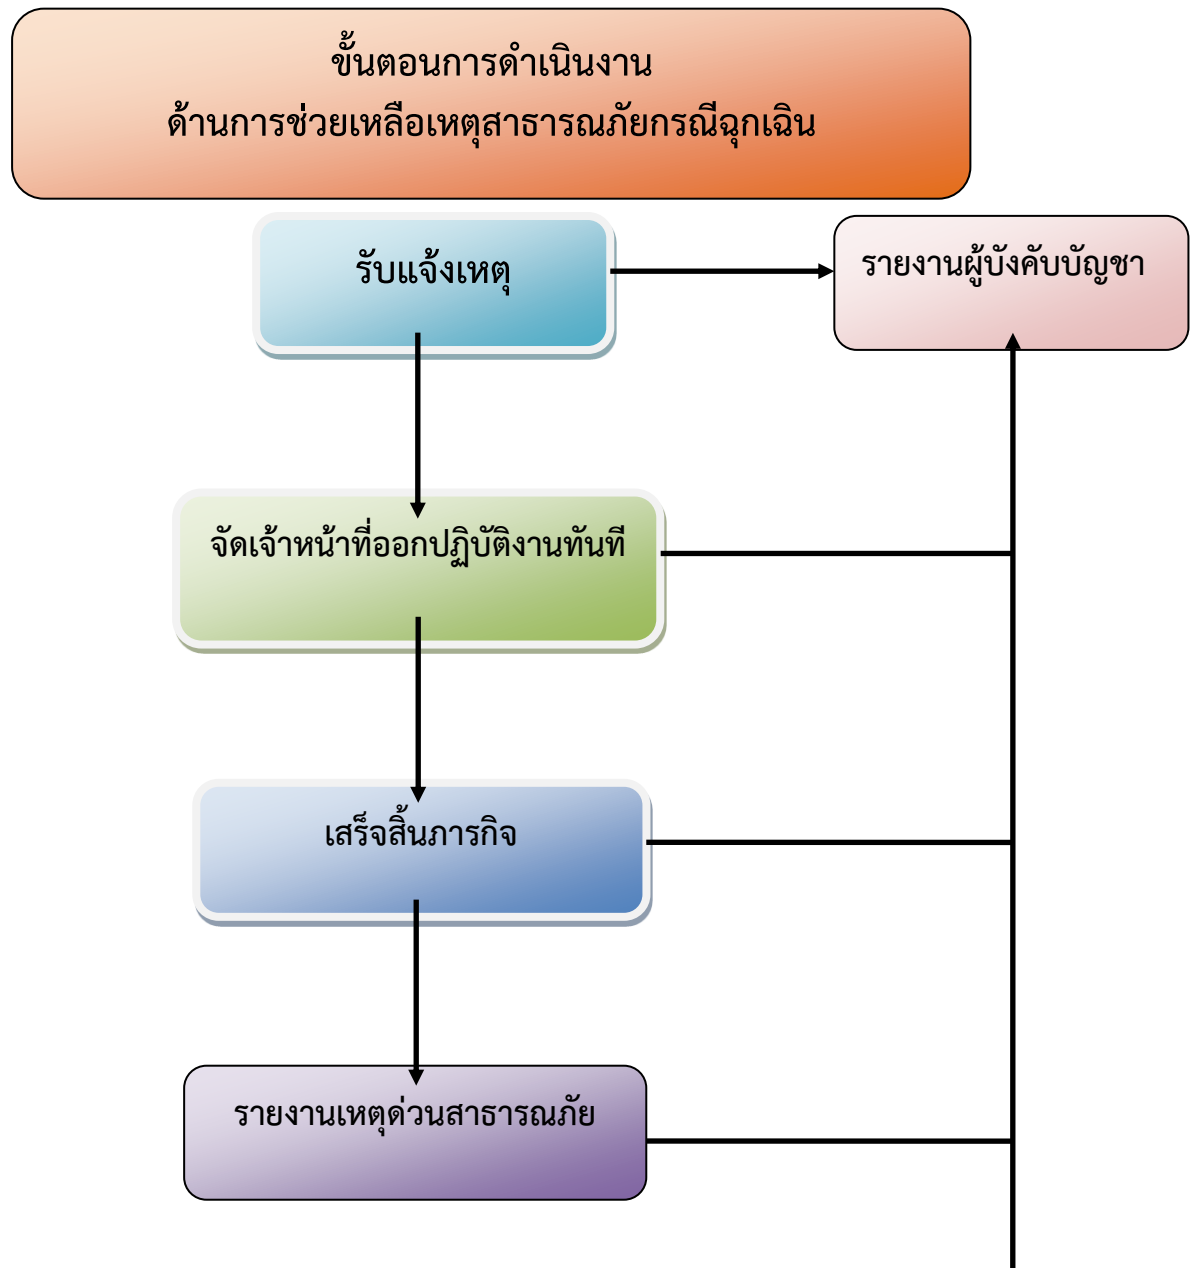 ขั้นตอนการดำเนินงาน
ด้านการช่วยเหลือเหตุสาธารณภัยกรณีฉุกเฉิน
รับแจ้งเหตุ
รายงานผู้บังคับบัญชา
จัดเจ้าหน้าที่ออกปฏิบัติงานทันที
เสร็จสิ้นภารกิจ
รายงานเหตุด่วนสาธารณภัย